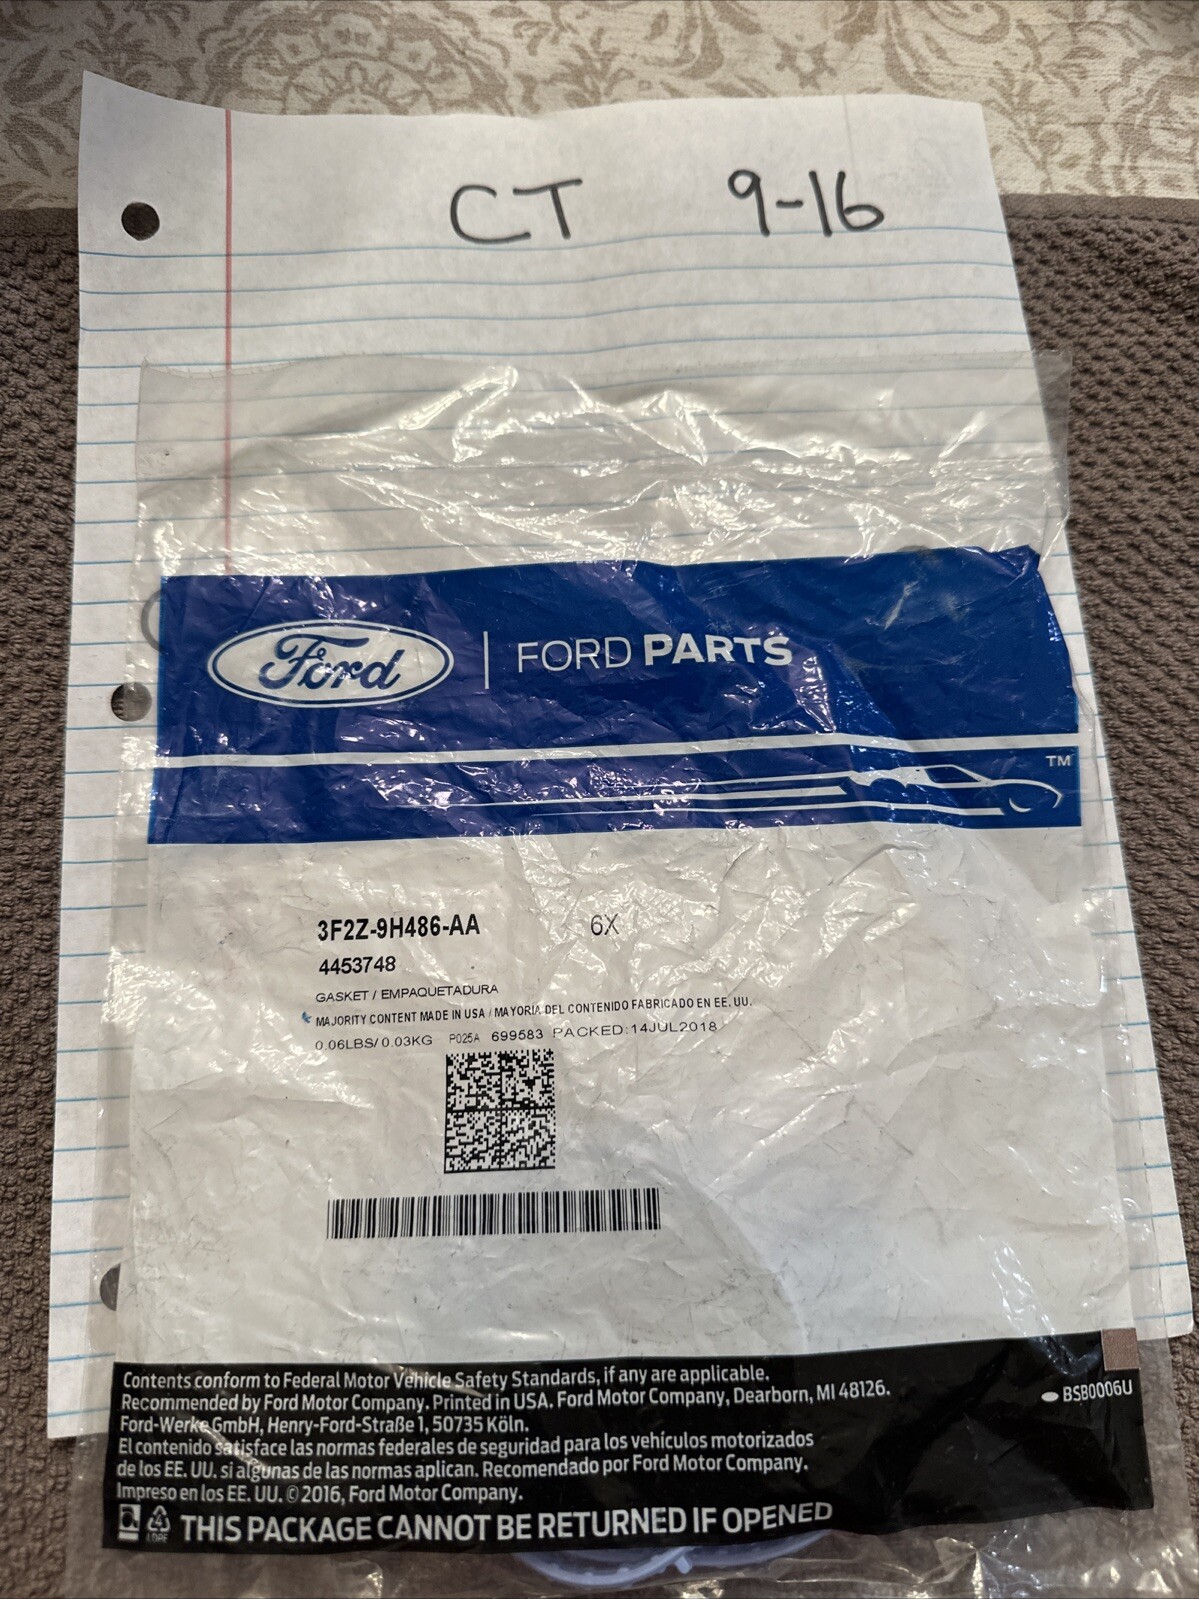 CT 9-16
Ford | FORD PARTS
TM
3F2Z-9H486-AA 6X
4453748
GASKET / EMPAQUETADURA
MAJORITY CONTENT MADE IN USA / MAYORIA DEL CONTENIDO FABRICADO EN EE. UU.
0.06LBS/ 0.03KG P025A 699583 PACKED:14JUL2018
Contents conform to Federal Motor Vehicle Safety Standards, if any are applicable.
Recommended by Ford Motor Company. Printed in USA. Ford Motor Company, Dearborn, MI 48126.
BSB0006U
Ford-Werke GmbH, Henry-Ford-Straße 1, 50735 Köln.
El contenido satisface las normas federales de seguridad para los vehículos motorizados
de los EE. UU. si algunas de las normas aplican. Recomendado por Ford Motor Company.
Impreso en los EE. UU. © 2016, Ford Motor Company.
4 LDPE
THIS PACKAGE CANNOT BE RETURNED IF OPENED